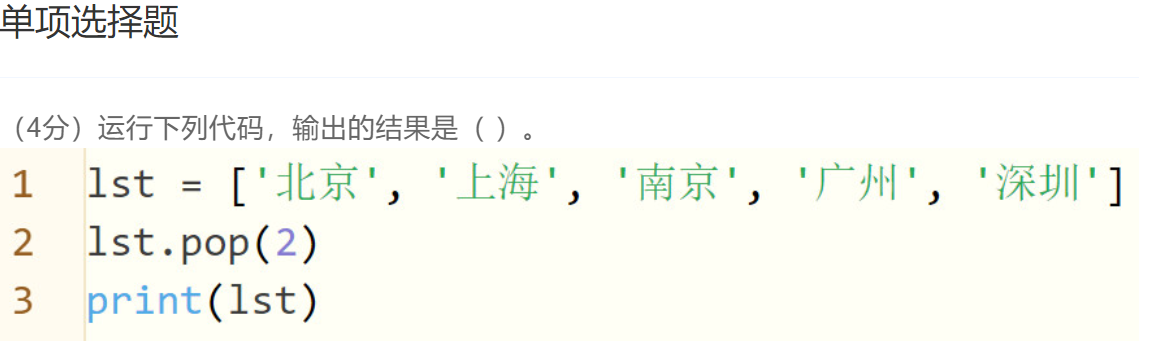 单项选择题
（4分）运行下列代码，输出的结果是（ ）。
1 lst = ['北京', '上海', '南京', '广州', '深圳']
2 lst.pop(2)
3 print(lst)